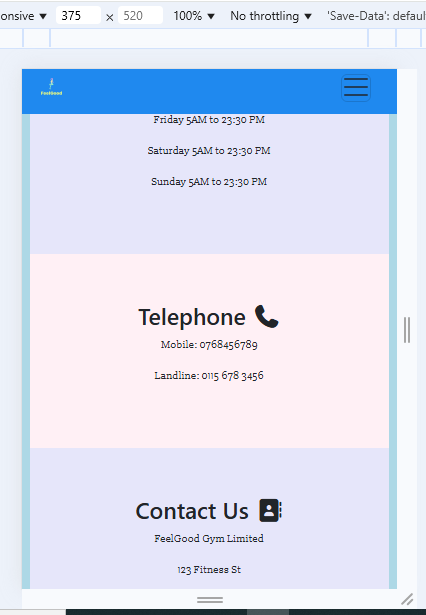 onsive ▼ 375 × 520 100% ▼ No throttling ▼ 'Save-Data': defaul
FeelGood
Friday 5AM to 23:30 PM
Saturday 5AM to 23:30 PM
Sunday 5AM to 23:30 PM
Telephone
Mobile: 0768456789
Landline: 0115 678 3456
Contact Us
FeelGood Gym Limited
123 Fitness St